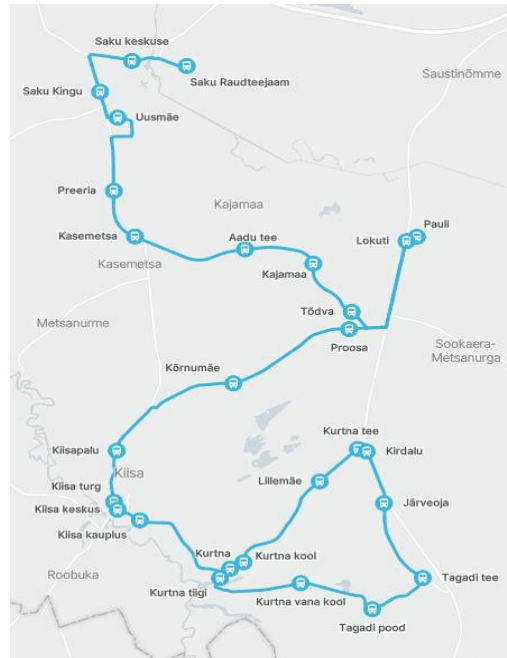 Saku keskuse
Saku Raudteejaam
Saustinõmme
Saku Kingu
Uusmäe
Preeria
Kajamaa
Pauli
Kasemetsa
Aadu tee
Lokuti
Kasemetsa
Kajamaa
Tõdva
Metsanurme
Proosa
Sookaera-
Metsanurga
Kõrnumäe
Kurtna tee
Kiisapalu
Kirdalu
Kiisa
Kiisa turg
Lillemäe
Järveoja
Kiisa keskus
Kiisa kauplus
Kurtna
Kurtna kool
Roobuka
Tagadi tee
Kurtna tiigi
Kurtna vana kool
Tagadi pood